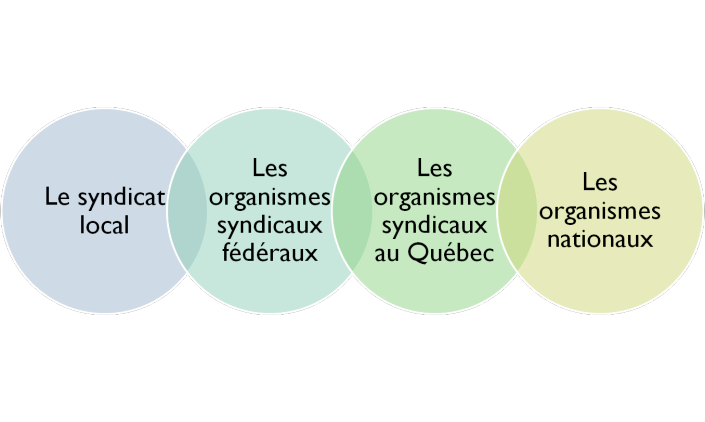 Le syndicat
local
Les
organismes
syndicaux
fédéraux
Les
organismes
syndicaux
au Québec
Les
organismes
nationaux